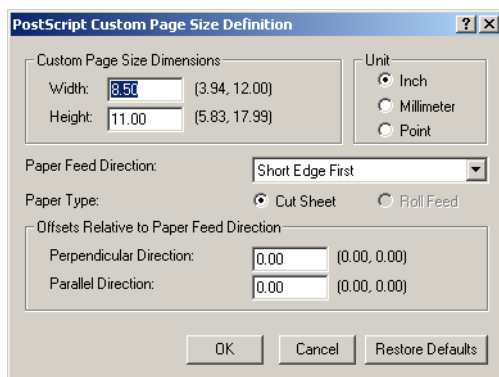 PostScript Custom Page Size Definition
Custom Page Size Dimensions
Width: 8.50 (3.94, 12.00)
Height: 11.00 (5.83, 17.99)
Unit
Inch
Millimeter
Point
Paper Feed Direction: Short Edge First
Paper Type: Cut Sheet Roll Feed
Offsets Relative to Paper Feed Direction
Perpendicular Direction: 0.00 (0.00, 0.00)
Parallel Direction: 0.00 (0.00, 0.00)
OK Cancel Restore Defaults